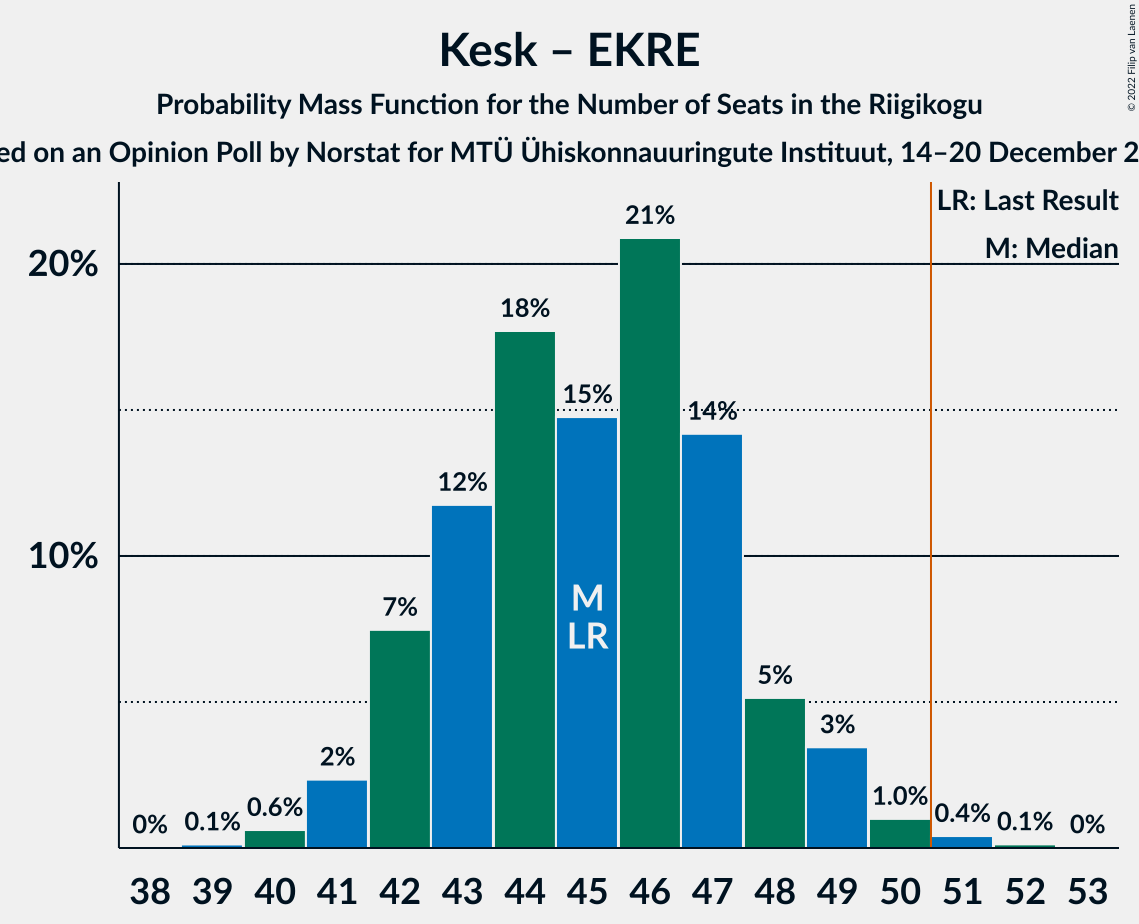 Kesk – EKRE
Probability Mass Function for the Number of Seats in the Riigikogu
ed on an Opinion Poll by Norstat for MTÜ Ühiskonnauuringute Instituut, 14–20 December 2
© 2022 Filip van Laenen
LR: Last Result
M: Median
20%
10%
0%
0.1%
0.6%
2%
7%
12%
18%
15%
21%
14%
5%
3%
1.0%
0.4%
0.1%
0%
M
LR
38 39 40 41 42 43 44 45 46 47 48 49 50 51 52 53